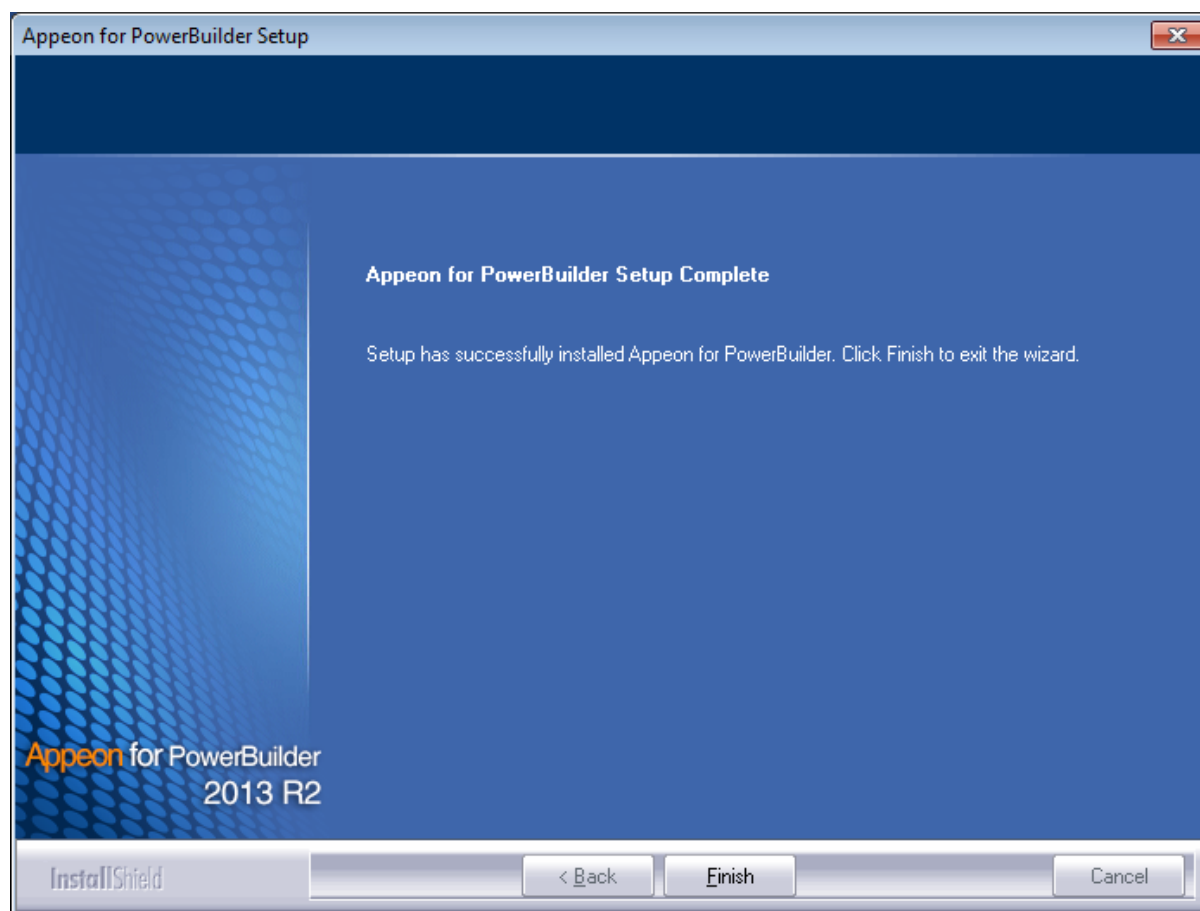 Appeon for PowerBuilder Setup
Appeon for PowerBuilder Setup Complete
Setup has successfully installed Appeon for PowerBuilder. Click Finish to exit the wizard.
Appeon for PowerBuilder
2013 R2
InstallShield
< Back
Finish
Cancel